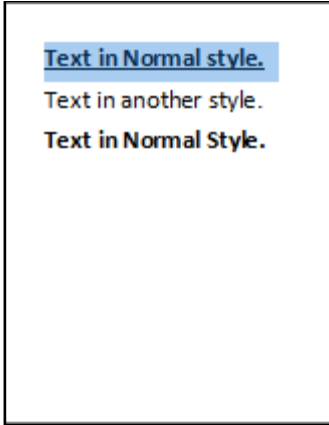 Text in Normal style.
Text in another style.
Text in Normal Style.